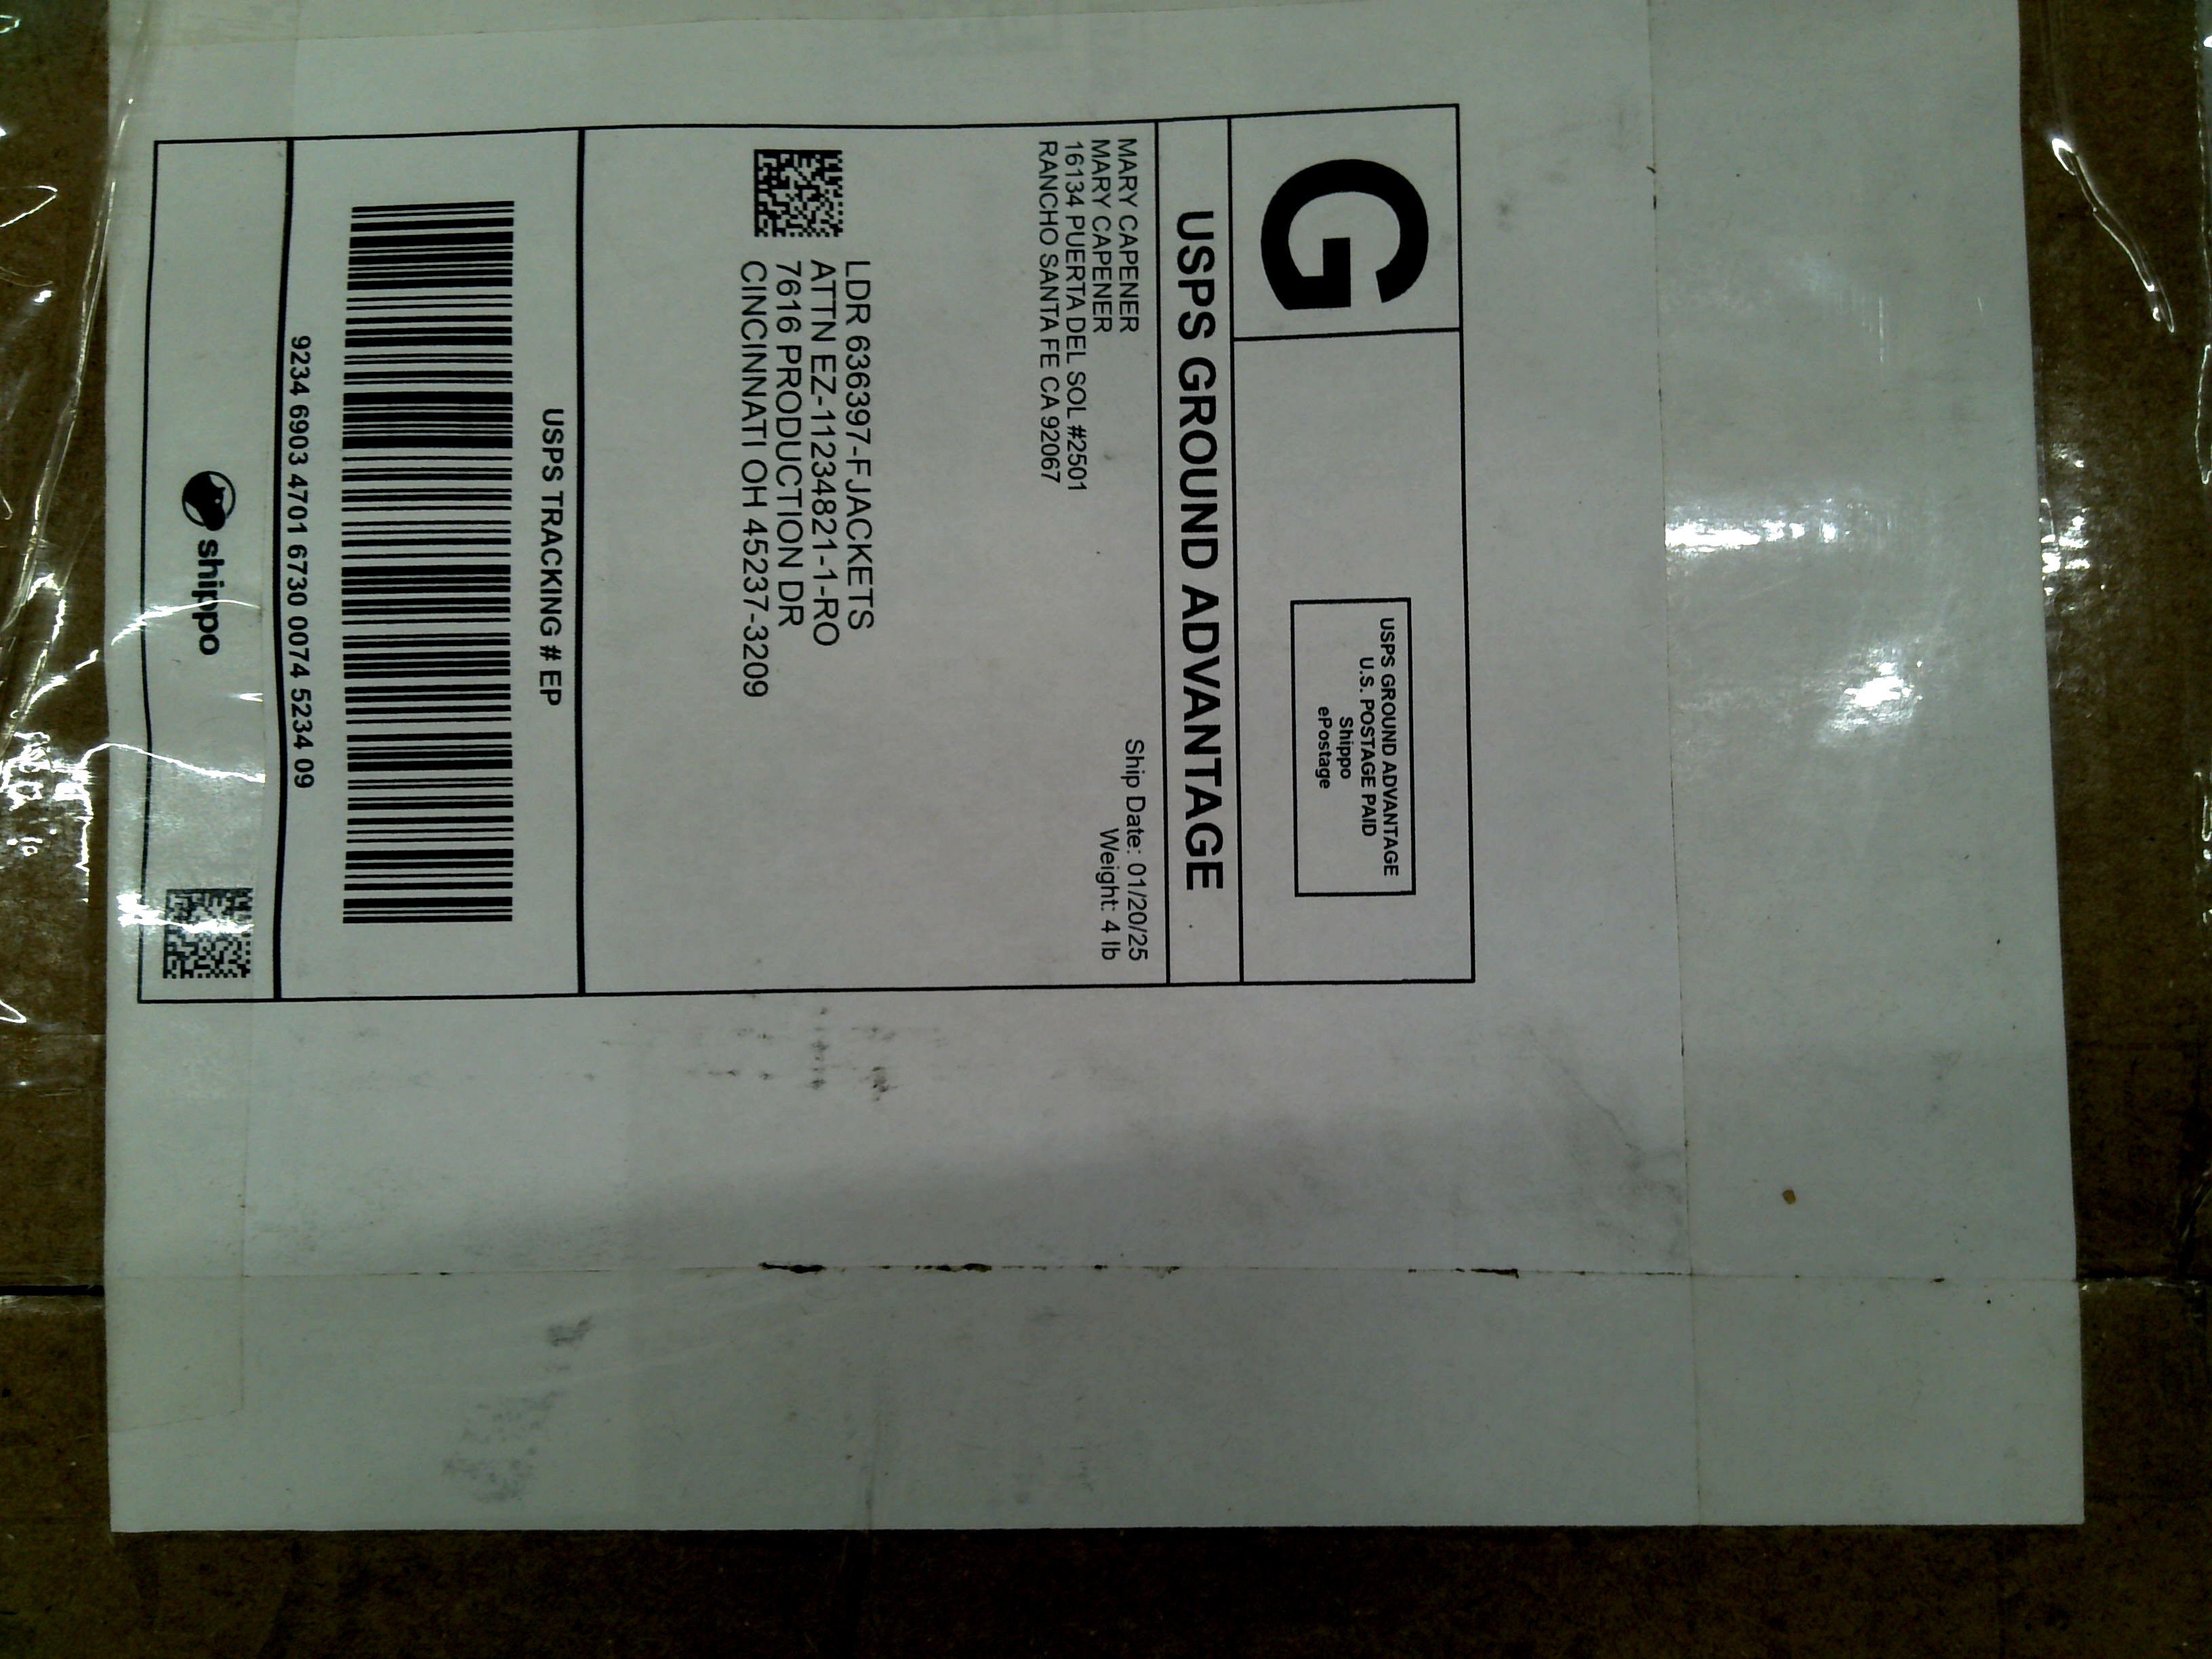 G
USPS GROUND ADVANTAGE
U.S. POSTAGE PAID
Shippo
ePostage
USPS GROUND ADVANTAGE
MARY CAPENER
MARY CAPENER
16134 PUERTA DEL SOL #2501
RANCHO SANTA FE CA 92067
Ship Date: 01/20/25
Weight: 4 lb
LDR 636397-FJACKETS
ATTN EZ-11234821-1-RO
7616 PRODUCTION DR
CINCINNATI OH 45237-3209
USPS TRACKING # EP
9234 6903 4701 6730 0074 5234 09
shippo